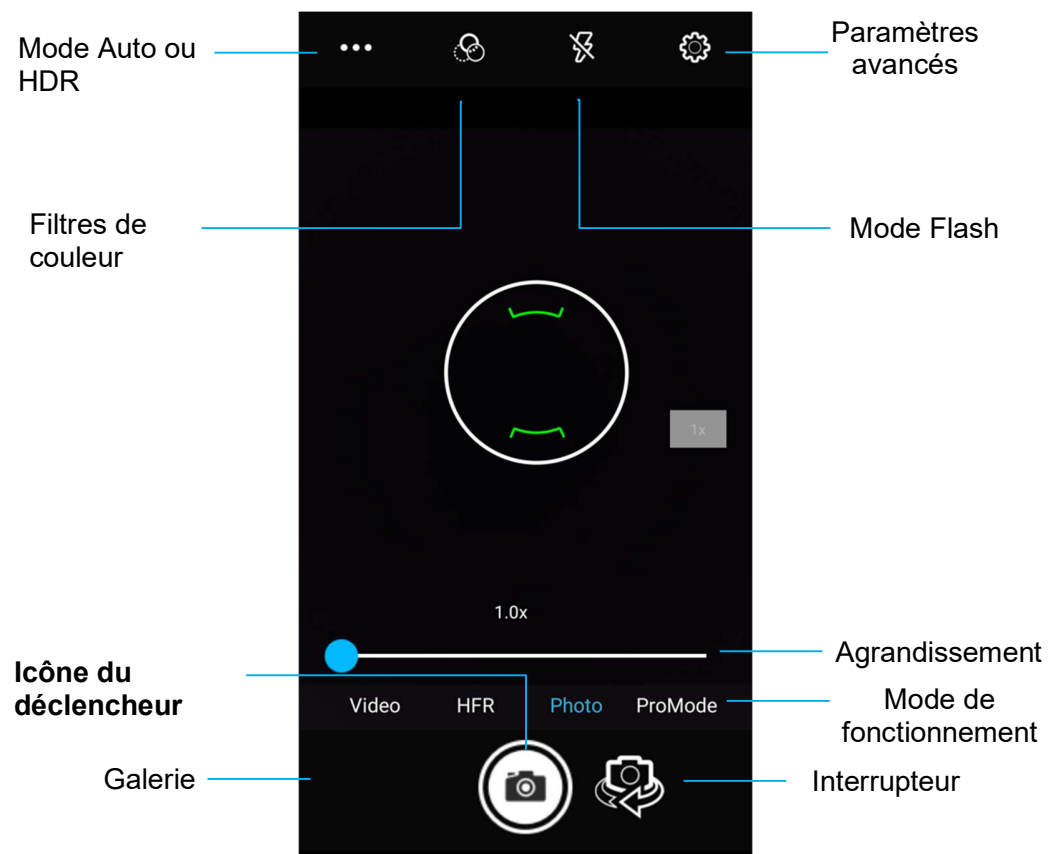 Mode Auto ou
HDR
Paramètres
avancés
Filtres de
couleur
Mode Flash
1x
1.0x
Agrandissement
Icône du
déclencheur
Video HFR Photo ProMode
Mode de
fonctionnement
Galerie
Interrupteur